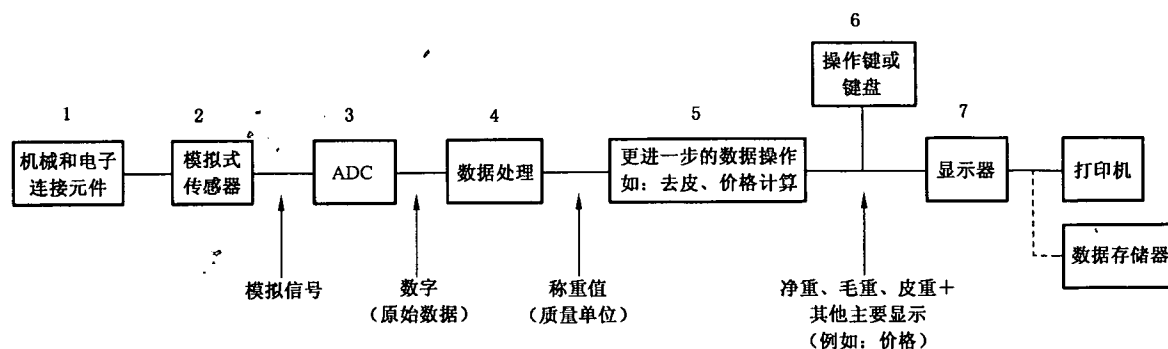 6
操作键或
键盘
1
2
3
4
5
7
机械和电子
连接元件
模拟式
传感器
ADC
数据处理
更进一步的数据操作
如：去皮、价格计算
显示器
打印机
数据存储器
模拟信号
数字
（原始数据）
称重值
（质量单位）
净重、毛重、皮重＋
其他主要显示
（例如：价格）